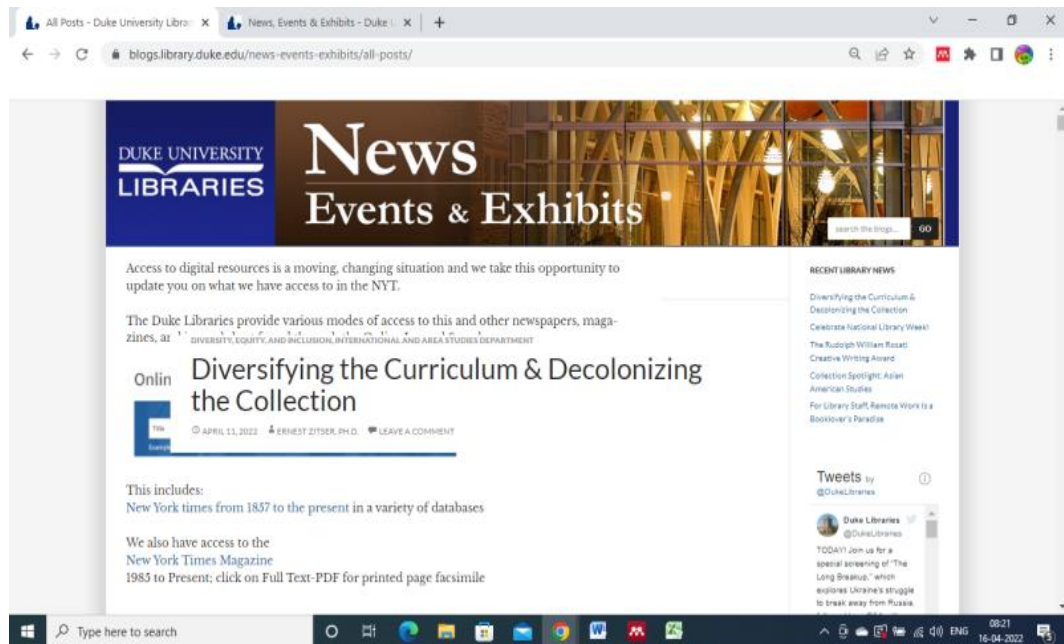 All Posts - Duke University Librar
News, Events & Exhibits - Duke
blogs.library.duke.edu/news-events-exhibits/all-posts/
DUKE UNIVERSITY
LIBRARIES
News
Events & Exhibits
search the blogs...
GO
Access to digital resources is a moving, changing situation and we take this opportunity to
update you on what we have access to in the NYT.
The Duke Libraries provide various modes of access to this and other newspapers, maga-
zines,
DIVERSITY, EQUITY, AND INCLUSION, INTERNATIONAL AND AREA STUDIES DEPARTMENT
Diversifying the Curriculum & Decolonizing
the Collection
APRIL 11, 2022 ERNEST ZITSER, PH.D. LEAVE A COMMENT
Onlin
Title
Example
This includes:
New York times from 1857 to the present in a variety of databases
We also have access to the
New York Times Magazine
1985 to Present; click on Full Text-PDF for printed page facsimile
RECENT LIBRARY NEWS
Diversifying the Curriculum &
Decolonizing the Collection
Celebrate National Library Week!
The Rudolph William Rosati
Creative Writing Award
Collection Spotlight: Asian
American Studies
For Library Staff, Remote Work Is a
Booklover's Paradise
Tweets by
@DukeLibraries
Duke Libraries
@DukeLibraries
TODAY! Join us for a
special screening of "The
Long Breakup," which
explores Ukraine's struggle
to break away from Russia,
Type here to search
ENG
08:21
16-04-2022